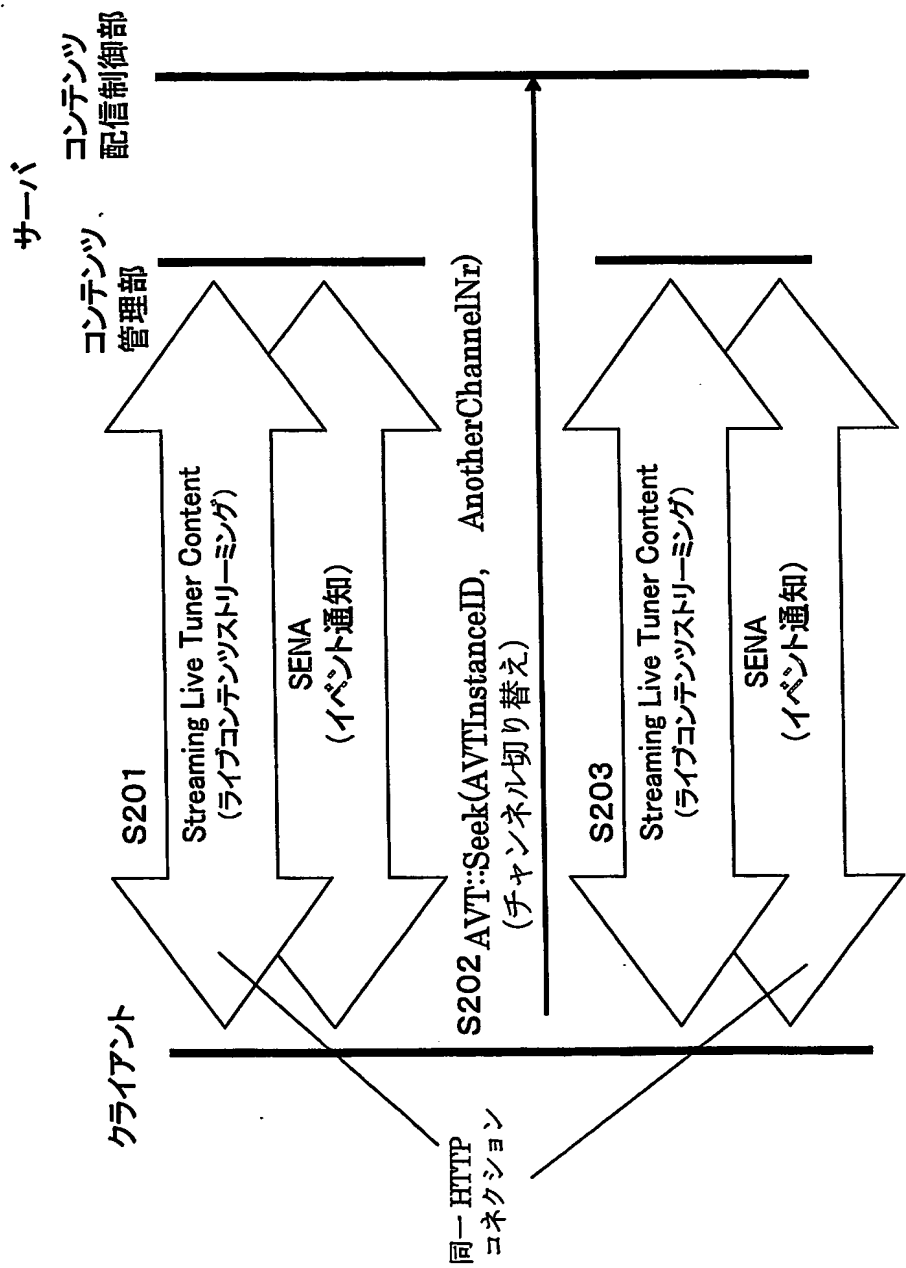 サーバ
クライアント
コンテンツ
管理部
コンテンツ
配信制御部
S201
Streaming Live Tuner Content
(ライブコンテンツストリーミング)
SENA
(イベント通知)
S202 AVT::Seek(AVTInstanceID, AnotherChannelNr)
(チャンネル切り替え)
S203
Streaming Live Tuner Content
(ライブコンテンツストリーミング)
SENA
(イベント通知)
同一HTTP
コネクション